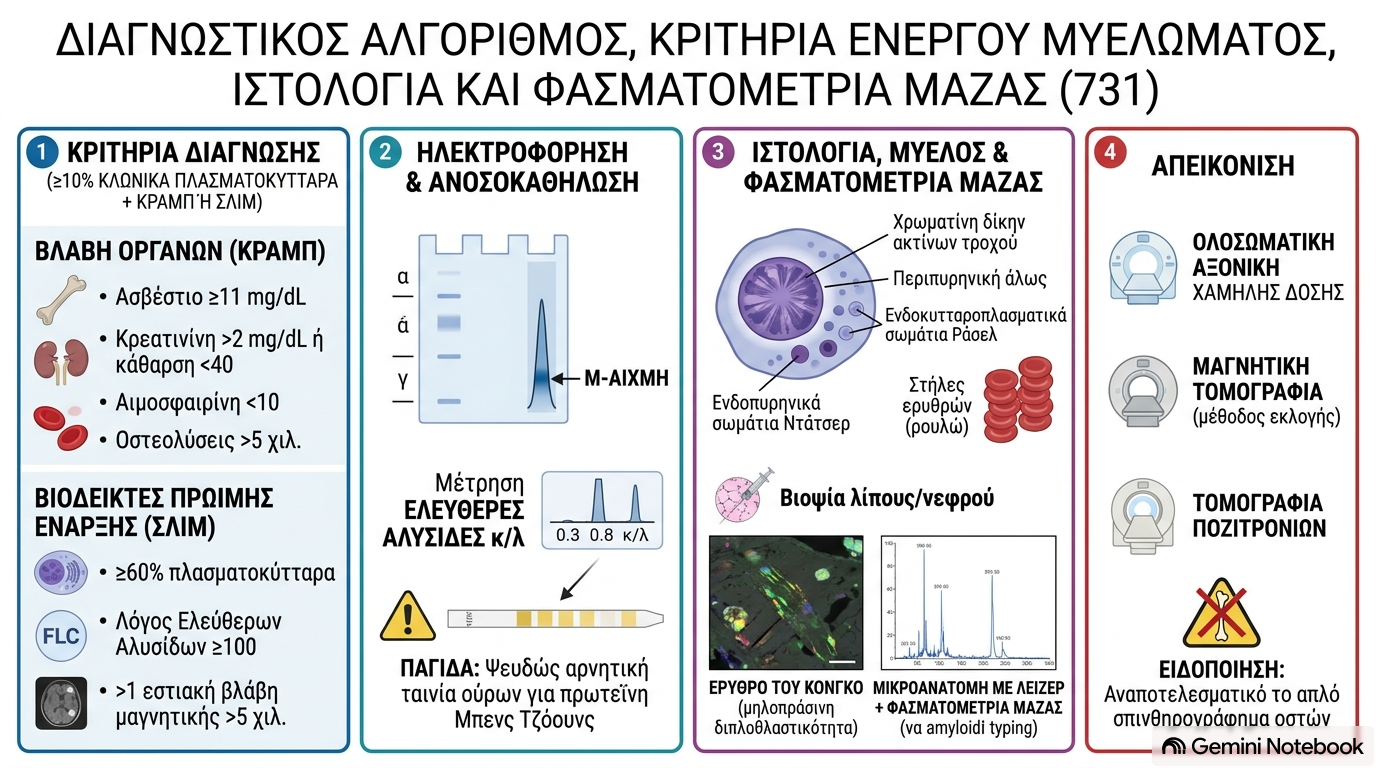 ΔΙΑΓΝΩΣΤΙΚΟΣ ΑΛΓΟΡΙΘΜΟΣ, ΚΡΙΤΗΡΙΑ ΕΝΕΡΓΟΥ ΜΥΕΛΩΜΑΤΟΣ,
ΙΣΤΟΛΟΓΙΑ ΚΑΙ ΦΑΣΜΑΤΟΜΕΤΡΙΑ ΜΑΖΑΣ (731)
1 ΚΡΙΤΗΡΙΑ ΔΙΑΓΝΩΣΗΣ
(≥10% ΚΛΩΝΙΚΑ ΠΛΑΣΜΑΤΟΚΥΤΤΑΡΑ
+ ΚΡΑΜΠ Ή ΣΛΙΜ)
ΒΛΑΒΗ ΟΡΓΑΝΩΝ (ΚΡΑΜΠ)
• Ασβέστιο ≥11 mg/dL
• Κρεατινίνη >2 mg/dL ή
κάθαρση <40
• Αιμοσφαιρίνη <10
• Οστεολύσεις >5 χιλ.
ΒΙΟΔΕΙΚΤΕΣ ΠΡΩΙΜΗΣ
ΕΝΑΡΞΗΣ (ΣΛΙΜ)
• ≥60% πλασματοκύτταρα
FLC
• Λόγος Ελεύθερων
Αλυσίδων ≥100
• >1 εστιακή βλάβη
μαγνητικής >5 χιλ.
2 ΗΛΕΚΤΡΟΦΟΡΗΣΗ
& ΑΝΟΣΟΚΑΘΗΛΩΣΗ
α
ά
γ
Μ-ΑΙΧΜΗ
Μέτρηση
ΕΛΕΥΘΕΡΕΣ
ΑΛΥΣΙΔΕΣ κ/λ
0.3 0.8 κ/λ
ΠΑΓΙΔΑ: Ψευδώς αρνητική
ταινία ούρων για πρωτεΐνη
Μπενς Τζόουνς
3 ΙΣΤΟΛΟΓΙΑ, ΜΥΕΛΟΣ &
ΦΑΣΜΑΤΟΜΕΤΡΙΑ ΜΑΖΑΣ
Χρωματίνη δίκην
ακτίνων τροχού
Περιπυρηνική άλως
Ενδοκυτταροπλασματικά
σωμάτια Ράσελ
Ενδοπυρηνικά
σωμάτια Ντάτσερ
Στήλες
ερυθρών
(ρουλώ)
Βιοψία λίπους/νεφρού
ΕΡΥΘΡΟ ΤΟΥ ΚΟΝΓΚΟ
(μηλοπράσινη
διπλοθλαστικότητα)
ΜΙΚΡΟΑΝΑΤΟΜΗ ΜΕ ΛΕΙΖΕΡ
+ ΦΑΣΜΑΤΟΜΕΤΡΙΑ ΜΑΖΑΣ
(να amyloidi typing)
4 ΑΠΕΙΚΟΝΙΣΗ
ΟΛΟΣΩΜΑΤΙΚΗ
ΑΞΟΝΙΚΗ
ΧΑΜΗΛΗΣ ΔΟΣΗΣ
ΜΑΓΝΗΤΙΚΗ
ΤΟΜΟΓΡΑΦΙΑ
(μέθοδος εκλογής)
ΤΟΜΟΓΡΑΦΙΑ
ΠΟΖΙΤΡΟΝΙΩΝ
ΕΙΔΟΠΟΙΗΣΗ:
Αναποτελεσματικό το απλό
σπινθηρογράφημα οστών
Gemini Notebook